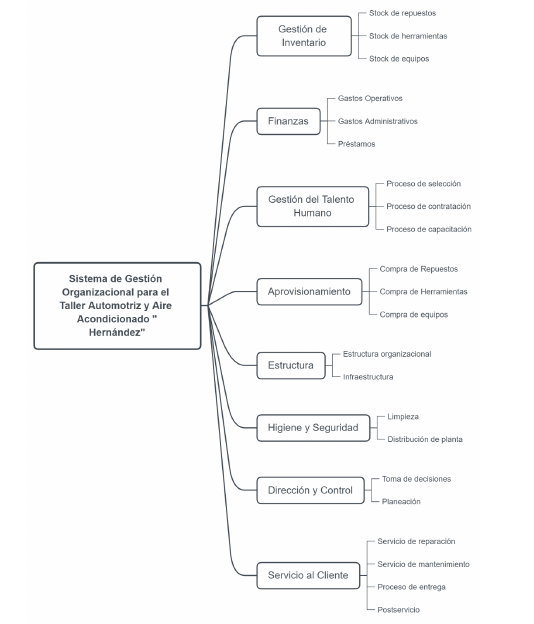 Sistema de Gestión
Organizacional para el
Taller Automotriz y Aire
Acondicionado "
Hernández"
Gestión de
Inventario
Stock de repuestos
Stock de herramientas
Stock de equipos
Finanzas
Gastos Operativos
Gastos Administrativos
Préstamos
Gestión del Talento
Humano
Proceso de selección
Proceso de contratación
Proceso de capacitación
Aprovisionamiento
Compra de Repuestos
Compra de Herramientas
Compra de equipos
Estructura
Estructura organizacional
Infraestructura
Higiene y Seguridad
Limpieza
Distribución de planta
Dirección y Control
Toma de decisiones
Planeación
Servicio al Cliente
Servicio de reparación
Servicio de mantenimiento
Proceso de entrega
Postservicio